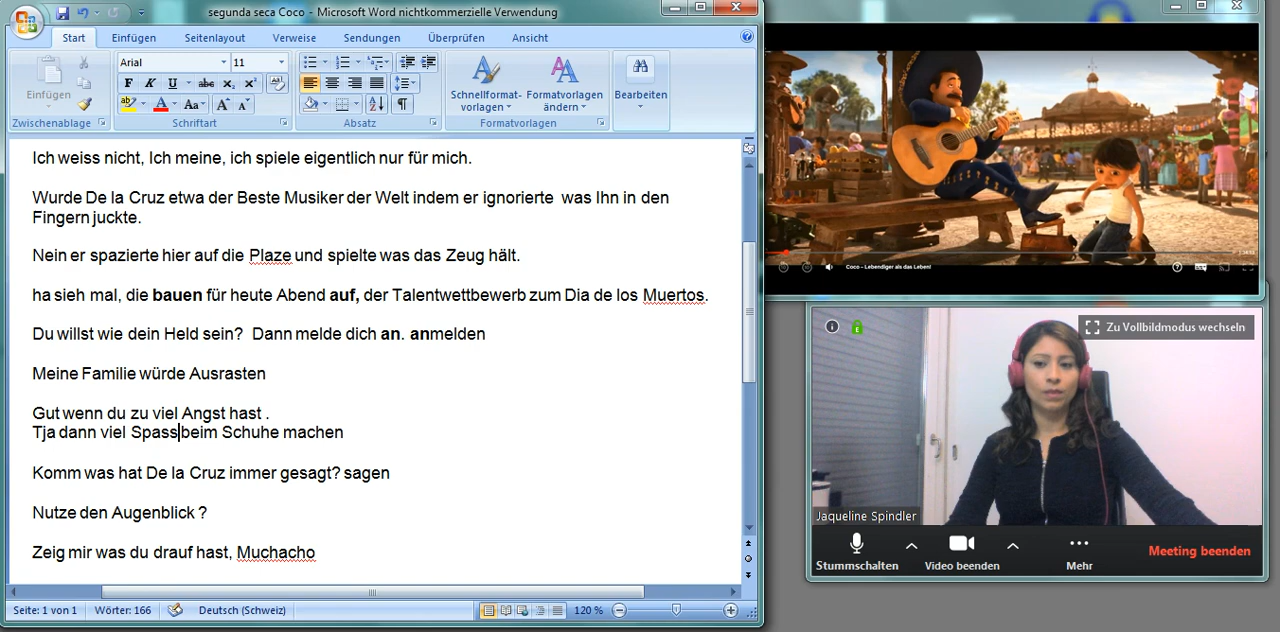 segunda seca Coco - Microsoft Word nichtkommerzielle Verwendung
Start Einfügen Seitenlayout Verweise Sendungen Überprüfen Ansicht
Einfügen
Zwischenablage
Arial 11
F K U abc x₂ x² 
ab A Aa A A
Schriftart
Absatz
Schnellformat-
vorlagen
Formatvorlagen
ändern
Formatvorlagen
Bearbeiten
Ich weiss nicht, Ich meine, ich spiele eigentlich nur für mich.
Wurde De la Cruz etwa der Beste Musiker der Welt indem er ignorierte was Ihn in den
Fingern juckte.
Nein er spazierte hier auf die Plaze und spielte was das Zeug hält.
ha sieh mal, die bauen für heute Abend auf, der Talentwettbewerb zum Dia de los Muertos.
Du willst wie dein Held sein? Dann melde dich an. anmelden
Meine Familie würde Ausrasten
Gut wenn du zu viel Angst hast .
Tja dann viel Spass beim Schuhe machen
Komm was hat De la Cruz immer gesagt? sagen
Nutze den Augenblick ?
Zeig mir was du drauf hast, Muchacho
Seite: 1 von 1 Wörter: 166 Deutsch (Schweiz) 120 %
Coco - Lebendiger als das Leben!
Zu Vollbildmodus wechseln
Jaqueline Spindler
Stummschalten Video beenden Mehr Meeting beenden